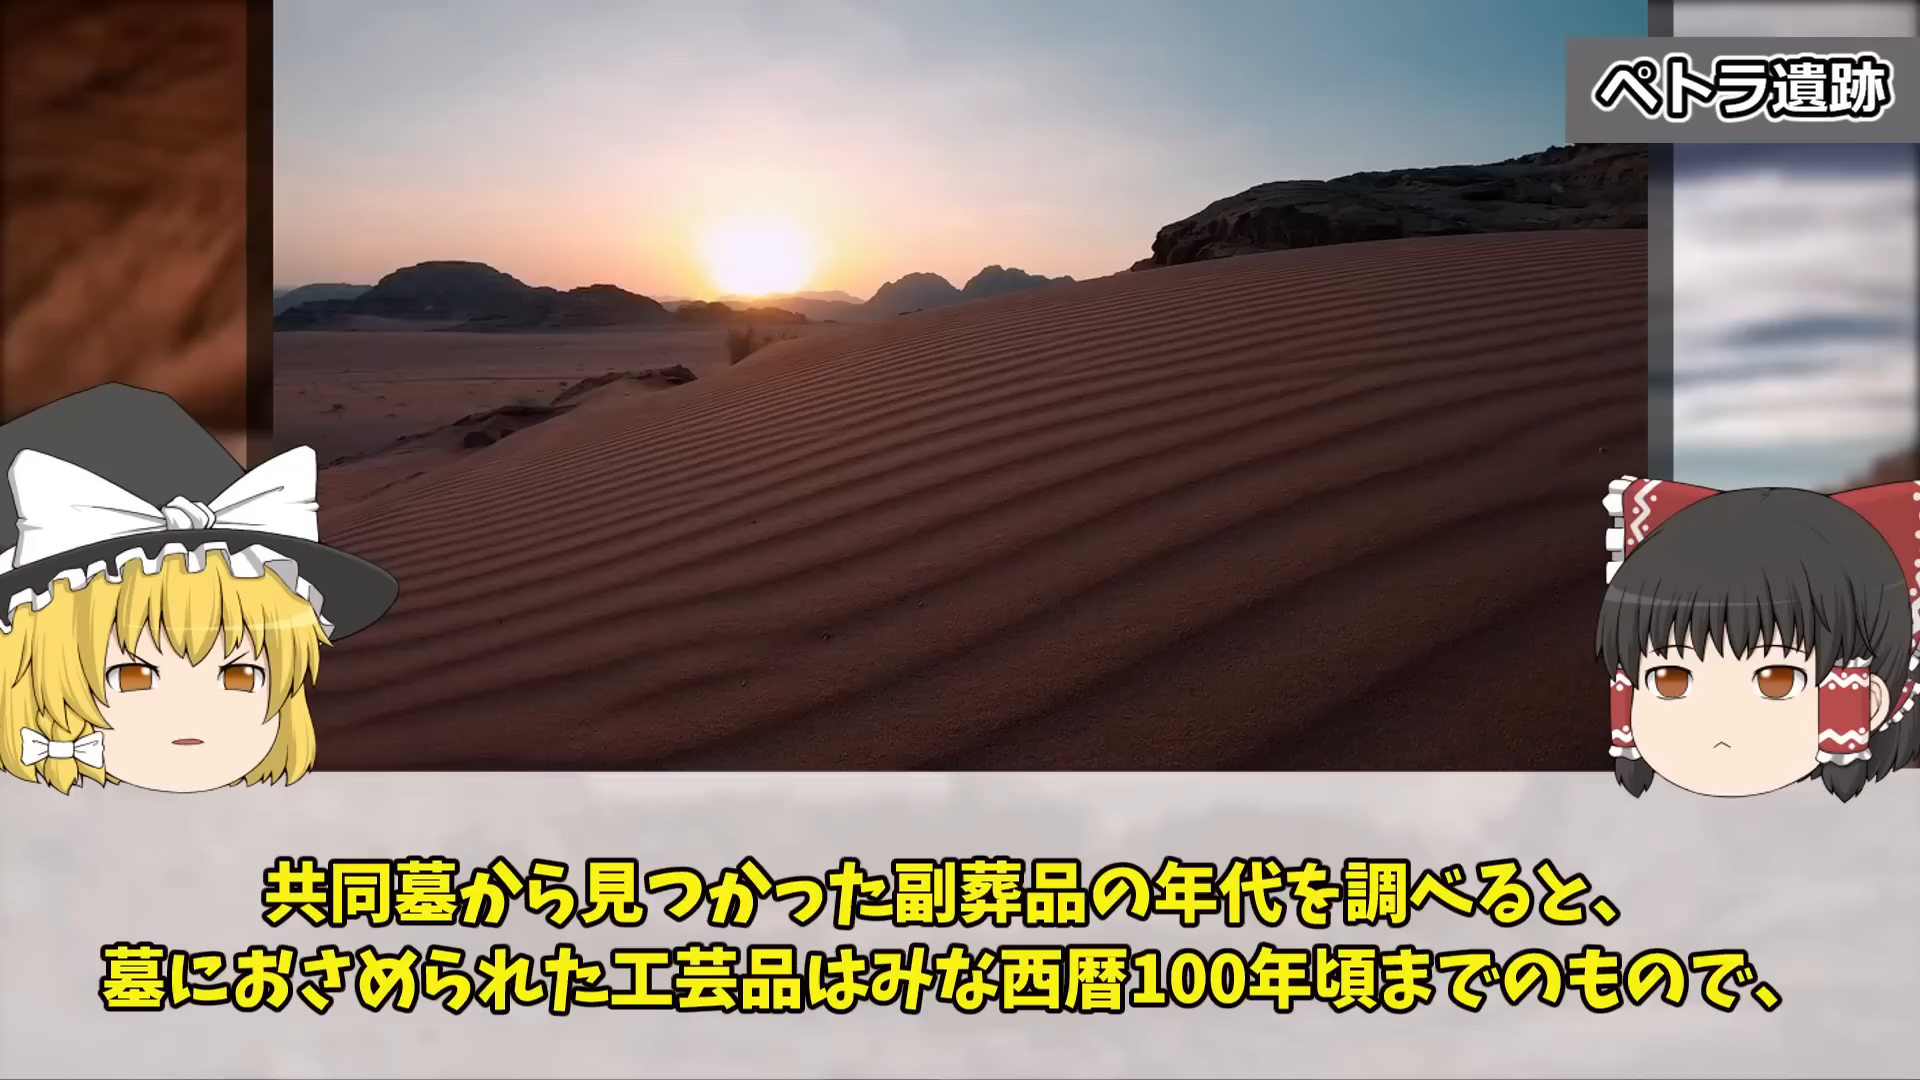 ペトラ遺跡
共同墓から見つかった副葬品の年代を調べると、
墓におさめられた工芸品はみな西暦100年頃までのもので、